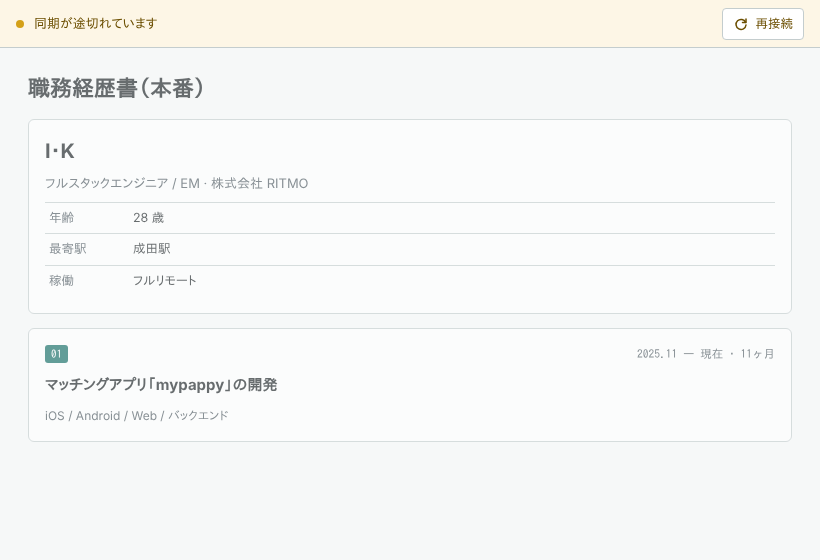 同期が途切れています
再接続
職務経歴書（本番）
I·K
フルスタックエンジニア / EM · 株式会社 RITMO
年齢 28 歳
最寄駅 成田駅
稼働 フルリモート
01 2025.11 — 現在 · 11ヶ月
マッチングアプリ「mypappy」の開発
iOS / Android / Web / バックエンド